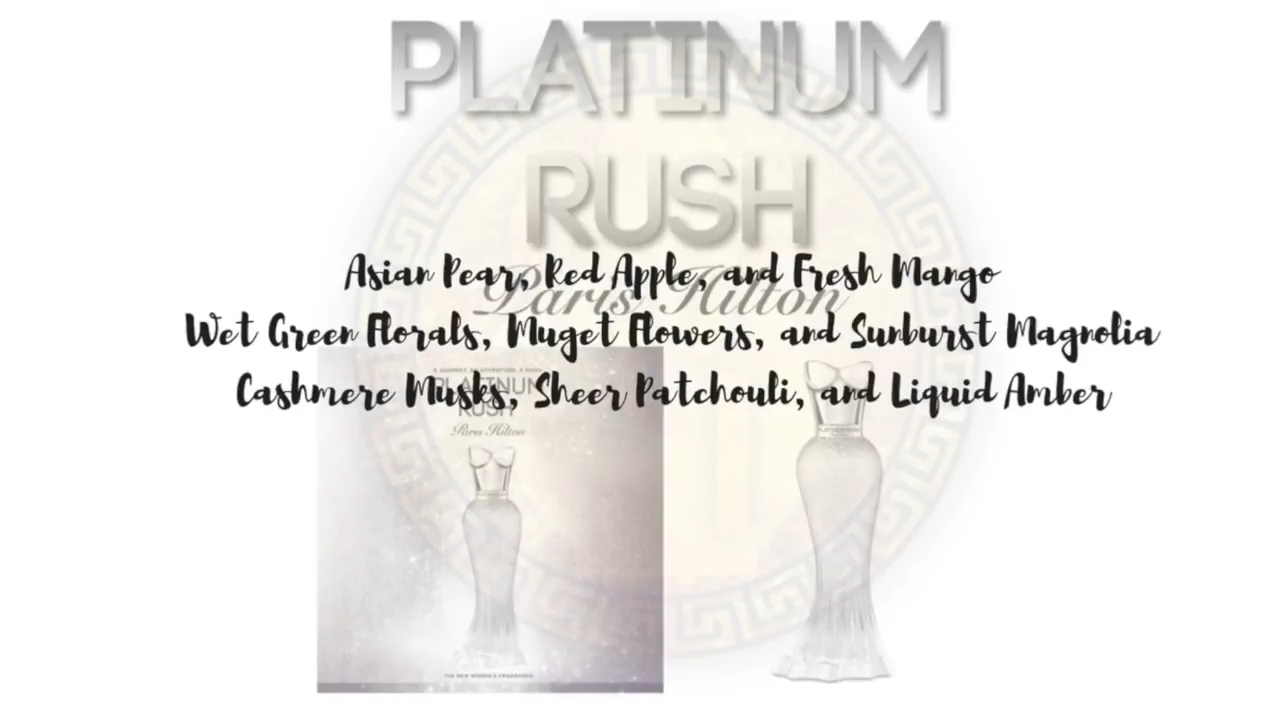 PLATINUM
RUSH
Paris Hilton
Asian Pear, Red Apple, and Fresh Mango
Wet Green Florals, Muget Flowers, and Sunburst Magnolia
Cashmere Musks, Sheer Patchouli, and Liquid Amber
PLATINUM
RUSH
Paris Hilton
THE NEW WOMEN'S FRAGRANCE